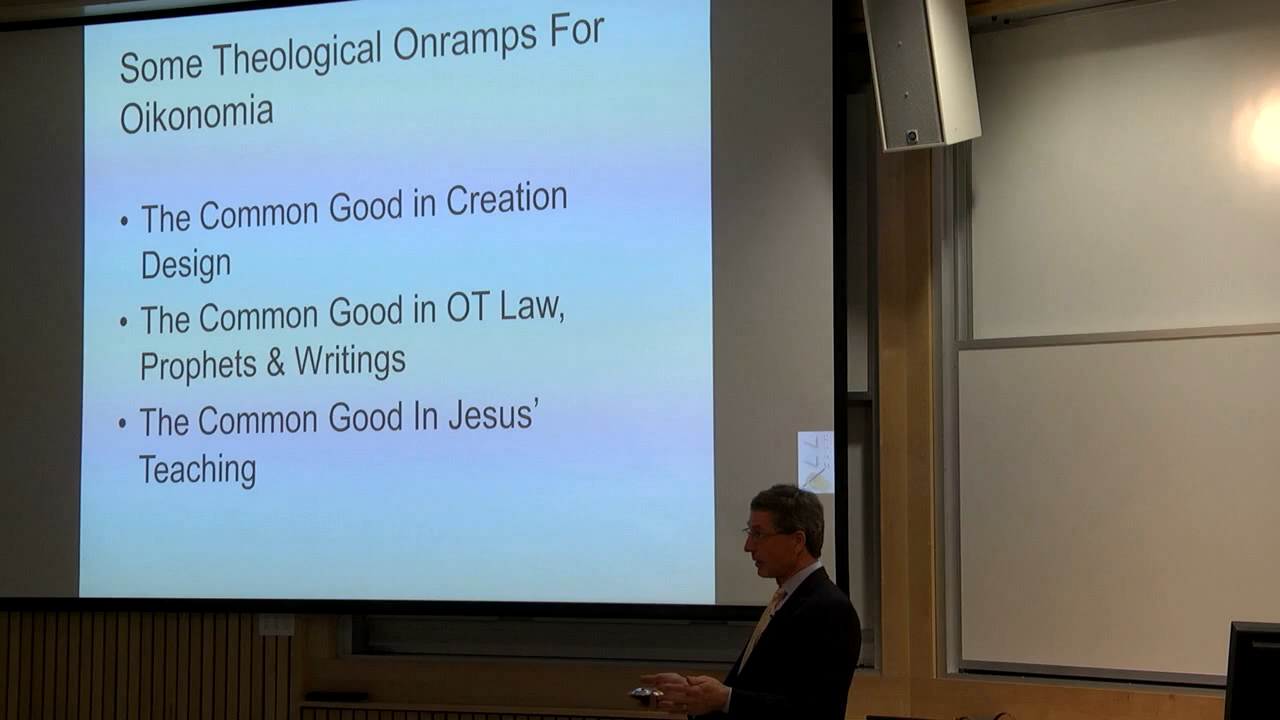 Some Theological Onramps For
Oikonomia
• The Common Good in Creation
Design
• The Common Good in OT Law,
Prophets & Writings
• The Common Good In Jesus’
Teaching